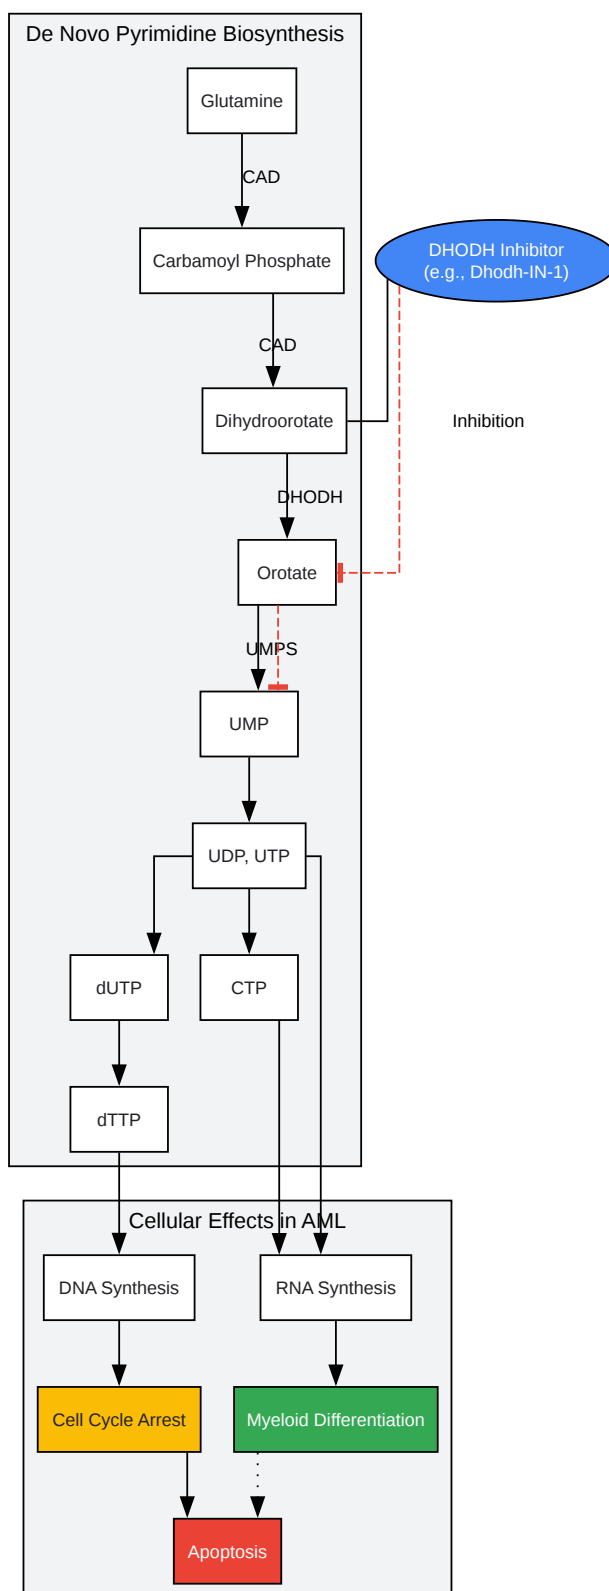 De Novo Pyrimidine Biosynthesis
Glutamine
CAD
Carbamoyl Phosphate
DHODH Inhibitor
(e.g., Dhodh-IN-1)
CAD
Dihydroorotate
Inhibition
DHODH
Orotate
UMPS
UMP
UDP, UTP
dUTP
CTP
dTTP
Cellular Effects in AML
DNA Synthesis
RNA Synthesis
Cell Cycle Arrest
Myeloid Differentiation
Apoptosis